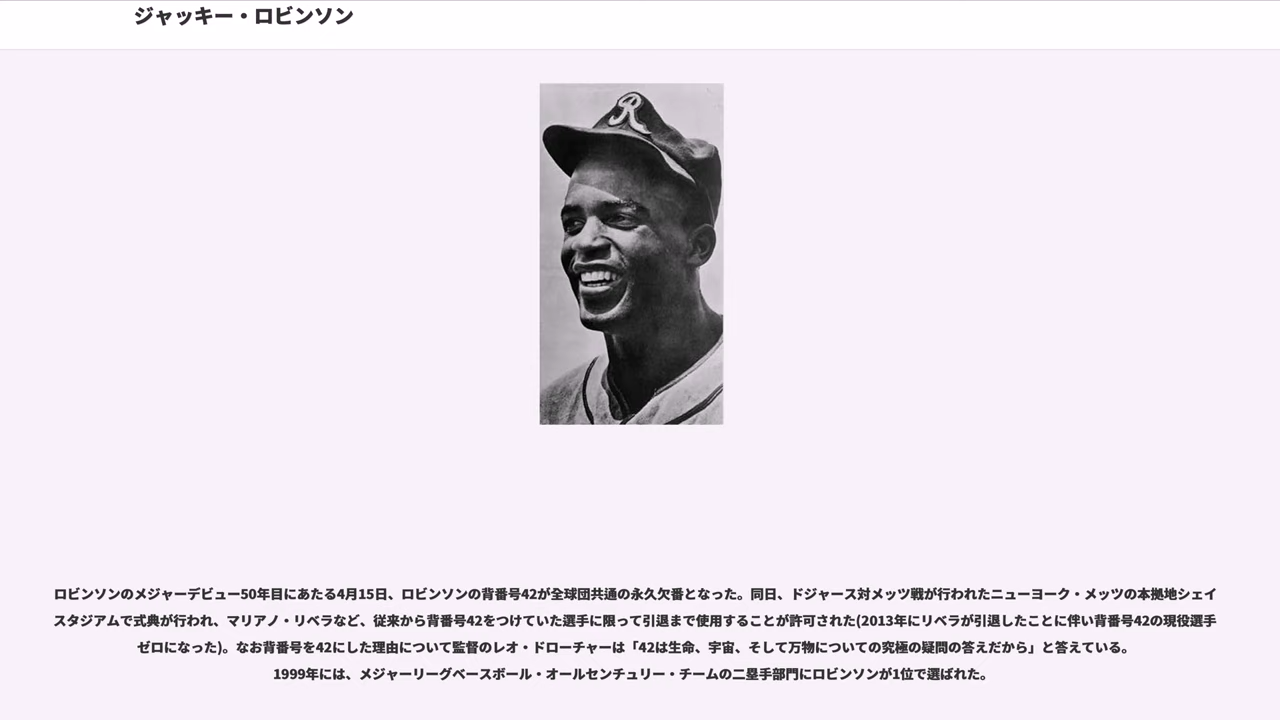 ジャッキー・ロビンソン
R
ロビンソンのメジャーデビュー50年目にあたる4月15日、ロビンソンの背番号42が全球団共通の永久欠番となった。同日、ドジャース対メッツ戦が行われたニューヨーク・メッツの本拠地シェイ
スタジアムで式典が行われ、マリアノ・リベラなど、従来から背番号42をつけていた選手に限って引退まで使用することが許可された(2013年にリベラが引退したことに伴い背番号42の現役選手
ゼロになった)。なお背番号を42にした理由について監督のレオ・ドローチャーは「42は生命、宇宙、そして万物についての究極の疑問の答えだから」と答えている。
1999年には、メジャーリーグベースボール・オールセンチュリー・チームの二塁手部門にロビンソンが1位で選ばれた。